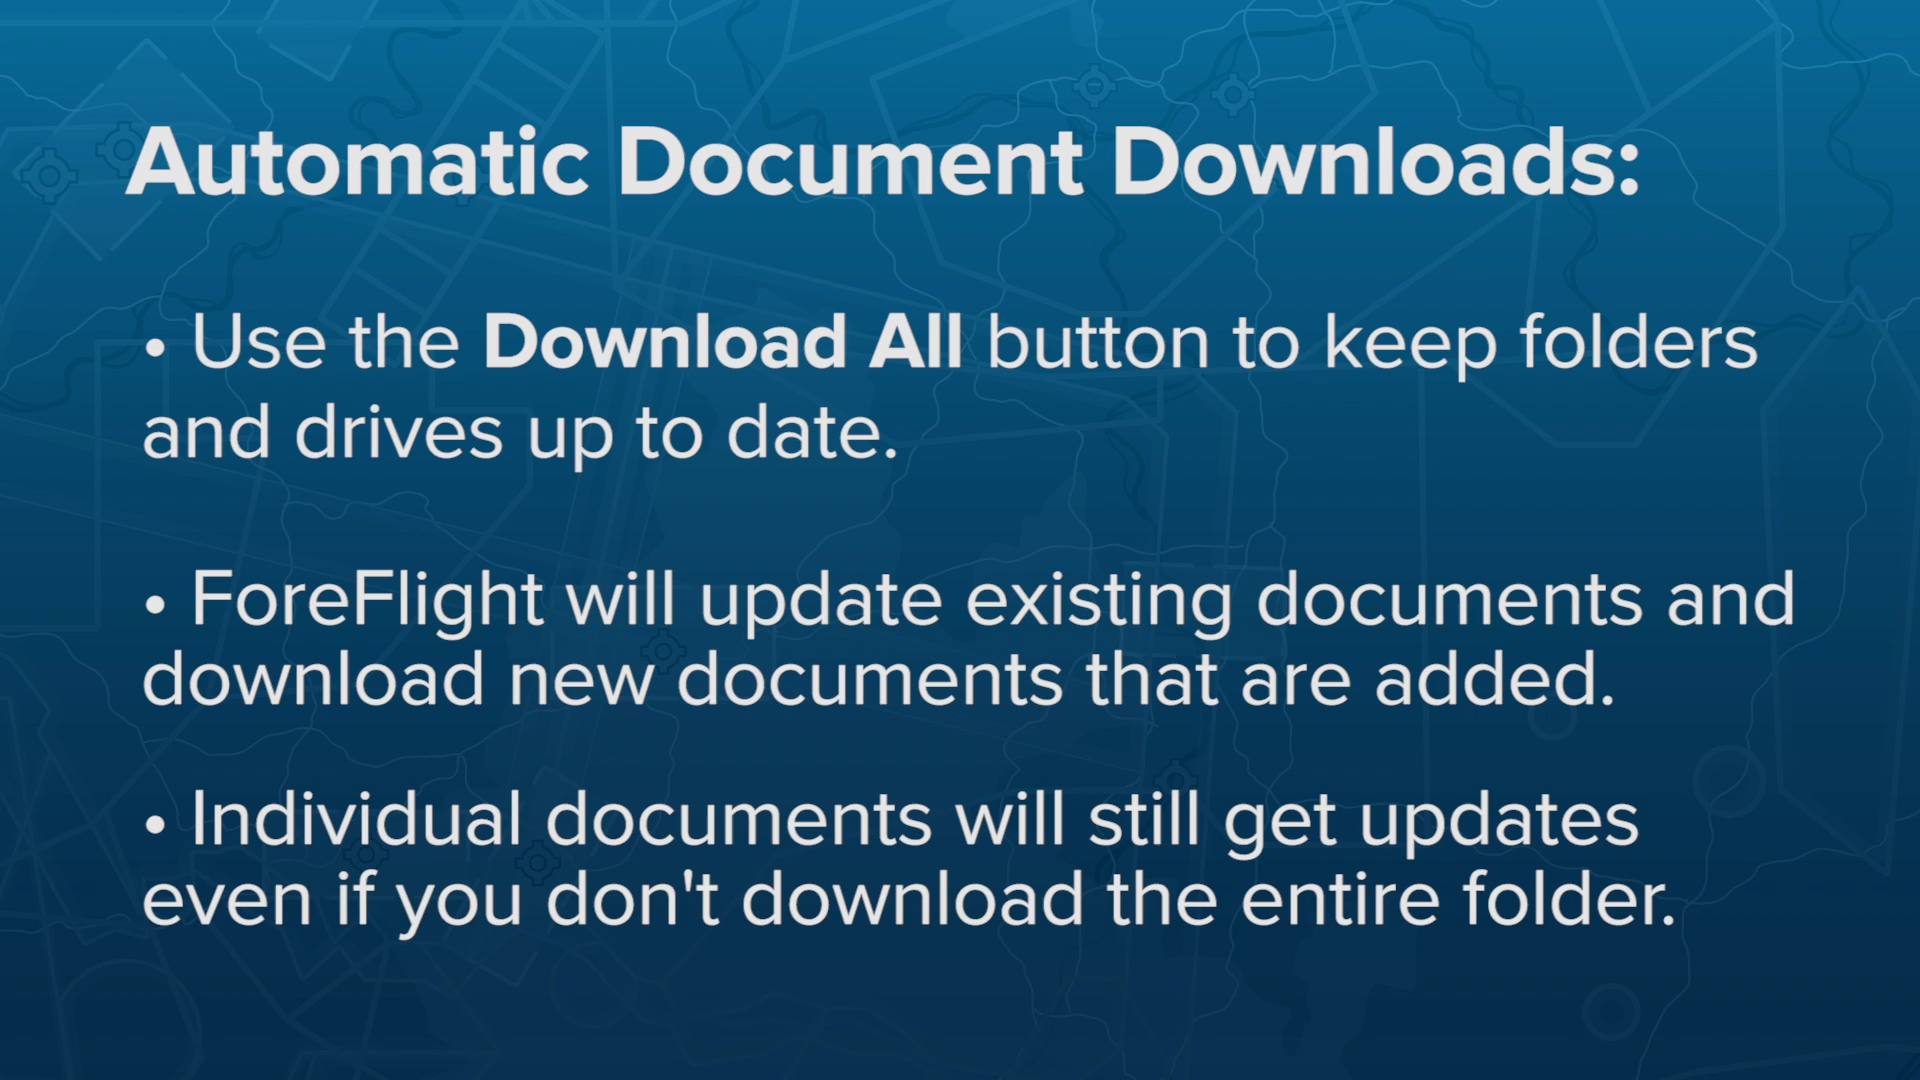 Automatic Document Downloads:
• Use the Download All button to keep folders
and drives up to date.
• ForeFlight will update existing documents and
download new documents that are added.
• Individual documents will still get updates
even if you don't download the entire folder.